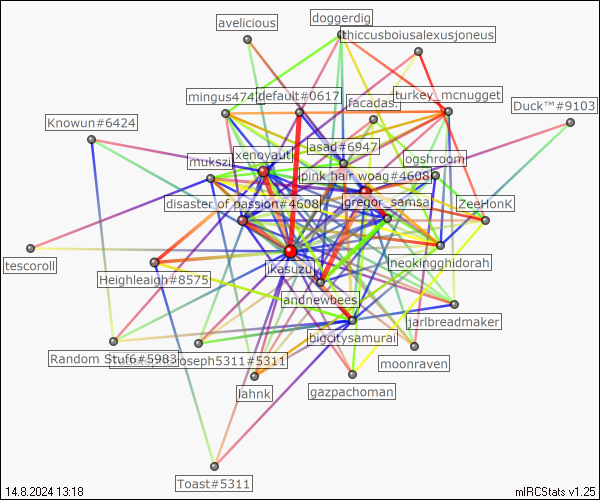 avelicious
doggerdig
thiccusboiusalexusjoneus
mingus474
default#0617
facadas.
turkey_mcnugget
Duck™#9103
Knowun#6424
xenoyauti
asad#6947
ogshroom
mukszi
pink hair woag#4608
disaster of passion#4608
gregor_samsa
ZeeHonK
tescoroll
Heighleaigh#8575
ikasuzu
neokingghidorah
landnewbees
jarlbreadmaker
bigcitysamurai
Random Stuf6#5983
joseph5311#5311
moonraven
lahnk
gazpachoman
Toast#5311
14.8.2024 13:18
mIRCStats v1.25